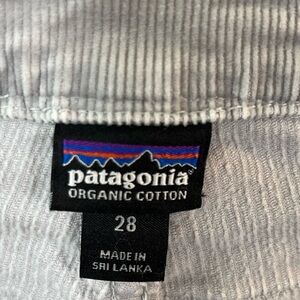 patagonia®
ORGANIC COTTON
28
MADE IN
SRI LANKA